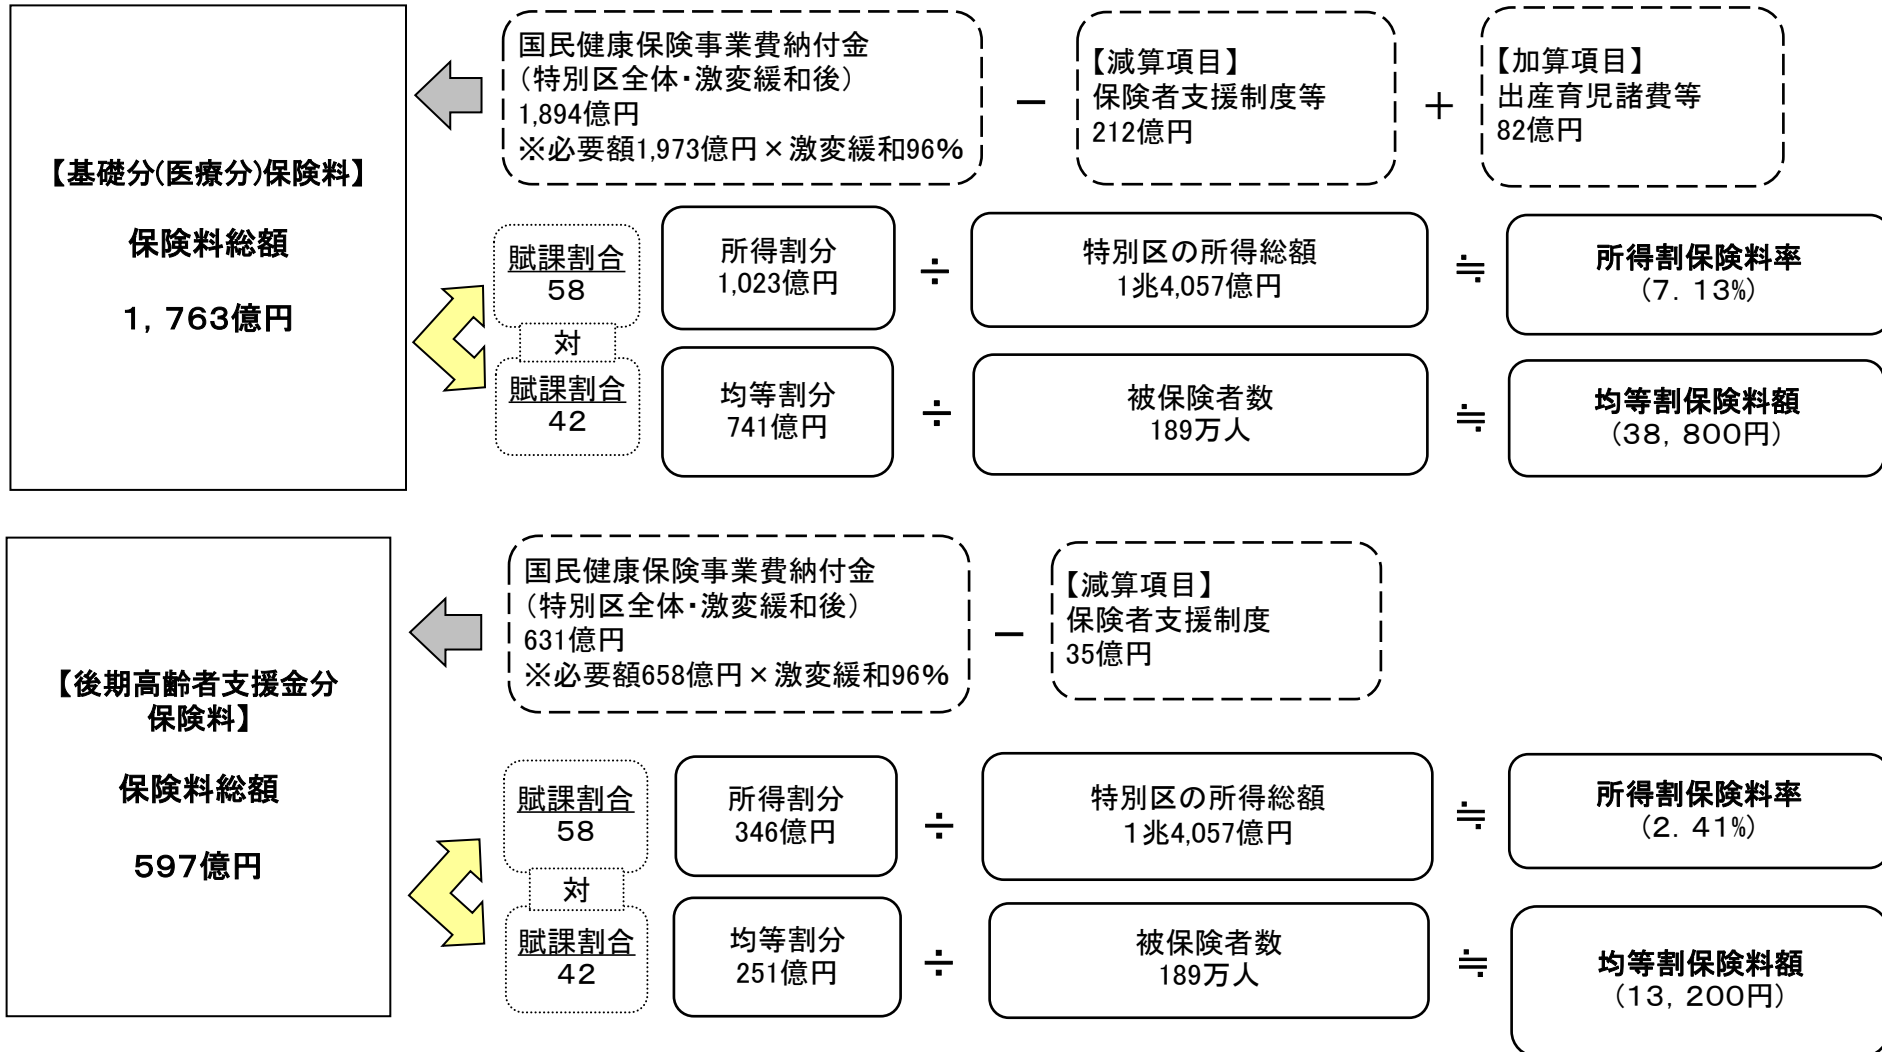 【基礎分(医療分)保険料】
保険料総額
１，７６３億円
国民健康保険事業費納付金
（特別区全体・激変緩和後）
1,894億円
※必要額1,973億円×激変緩和96%
－
【減算項目】
保険者支援制度等
212億円
＋
【加算項目】
出産育児諸費等
82億円
賦課割合
５８
対
賦課割合
４２
所得割分
1,023億円
÷
特別区の所得総額
１兆4,057億円
≒
所得割保険料率
（７．１３%）
均等割分
741億円
÷
被保険者数
189万人
≒
均等割保険料額
（３８，８００円）
【後期高齢者支援金分
保険料】
保険料総額
５９７億円
国民健康保険事業費納付金
（特別区全体・激変緩和後）
631億円
※必要額658億円×激変緩和96%
－
【減算項目】
保険者支援制度
35億円
賦課割合
５８
対
賦課割合
４２
所得割分
346億円
÷
特別区の所得総額
１兆4,057億円
≒
所得割保険料率
（２．４１%）
均等割分
251億円
÷
被保険者数
189万人
≒
均等割保険料額
（１３，２００円）